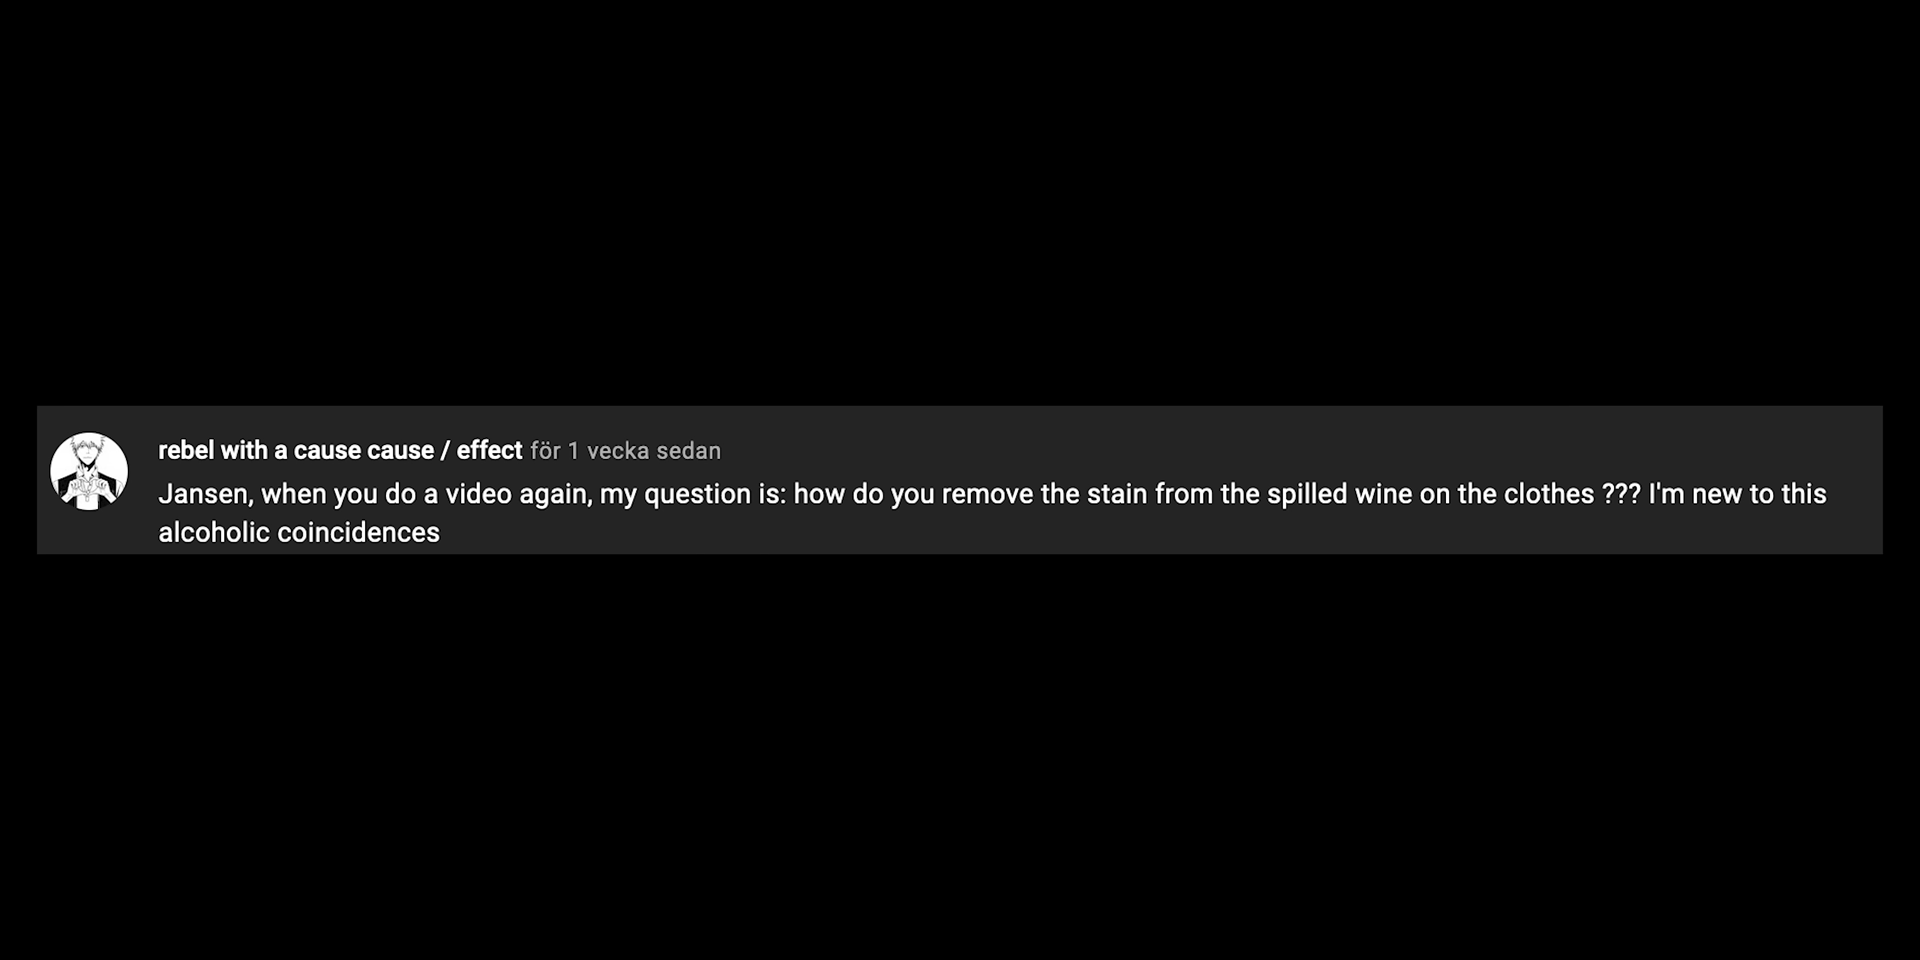 rebel with a cause cause / effect för 1 vecka sedan
Jansen, when you do a video again, my question is: how do you remove the stain from the spilled wine on the clothes ??? I'm new to this
alcoholic coincidences